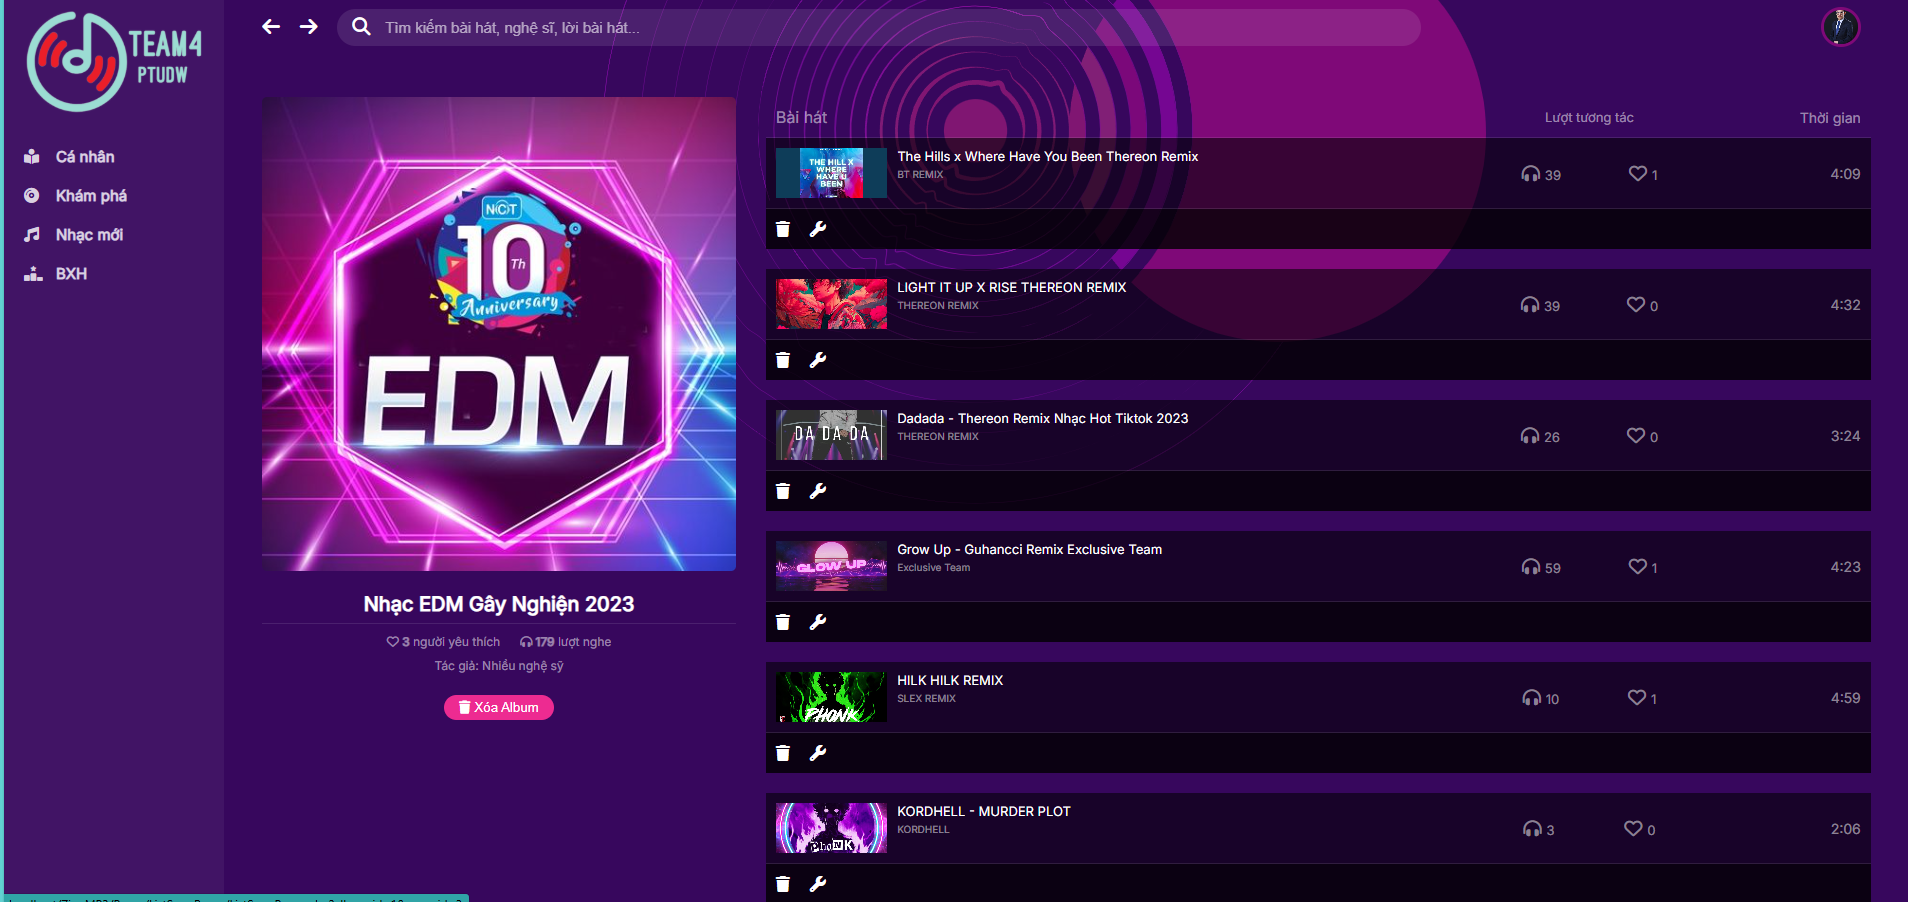 TEAM4
PTUDW
Tìm kiếm bài hát, nghệ sĩ, lời bài hát...
Cá nhân
Khám phá
Nhạc mới
BXH
NCT
10
Th
Anniversary
EDM
Nhạc EDM Gây Nghiện 2023
3 người yêu thích 179 lượt nghe
Tác giả: Nhiều nghệ sỹ
Xóa Album
Bài hát Lượt tương tác Thời gian
THE HILL X
WHERE
HAVE U
BEEN
The Hills x Where Have You Been Thereon Remix
BT REMIX
39 1 4:09
LIGHT IT UP X RISE THEREON REMIX
THEREON REMIX
39 0 4:32
DA DA DA
Dadada - Thereon Remix Nhạc Hot Tiktok 2023
THEREON REMIX
26 0 3:24
GLOW UP
Grow Up - Guhancci Remix Exclusive Team
Exclusive Team
59 1 4:23
PHONK
HILK HILK REMIX
SLEX REMIX
10 1 4:59
PhoNK
KORDHELL - MURDER PLOT
KORDHELL
3 0 2:06